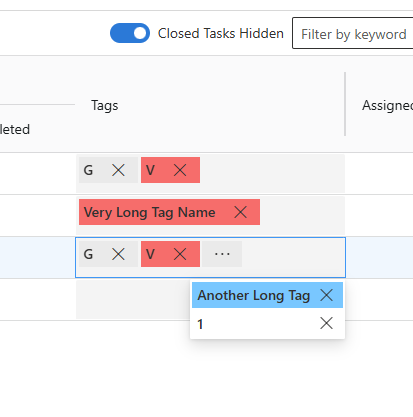 Closed Tasks Hidden Filter by keyword
Tags Assigned
leted
G V
Very Long Tag Name
G V ...
Another Long Tag
1